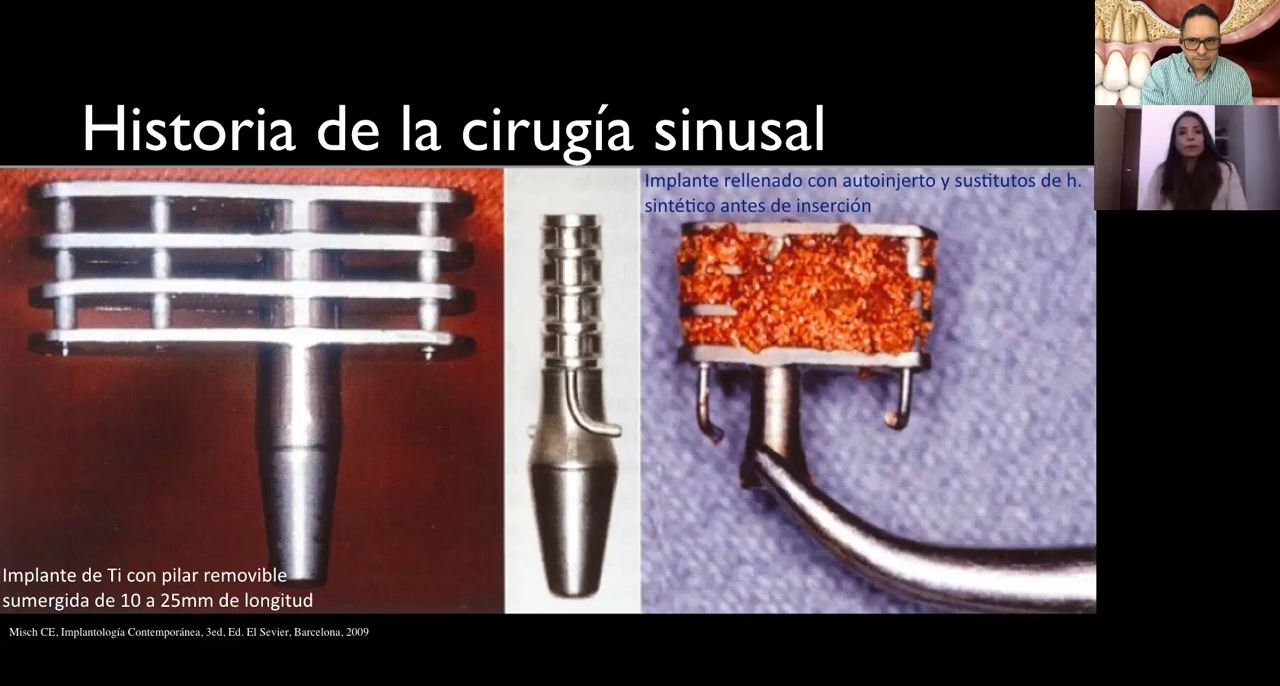 Historia de la cirugía sinusal
Implante rellenado con autoinjerto y sustitutos de h.
sintético antes de inserción
Implante de Ti con pilar removible
sumergida de 10 a 25mm de longitud
Misch CE, Implantología Contemporánea, 3ed, Ed. El Sevier, Barcelona, 2009